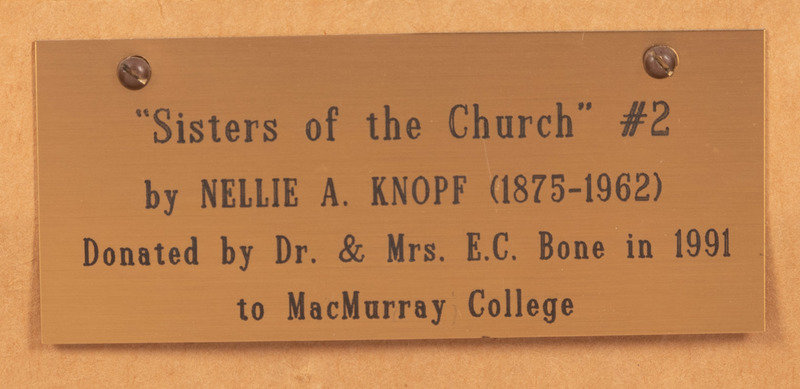 “Sisters of the Church” #2
by NELLIE A. KNOPF (1875-1962)
Donated by Dr. & Mrs. E.C. Bone in 1991
to MacMurray College